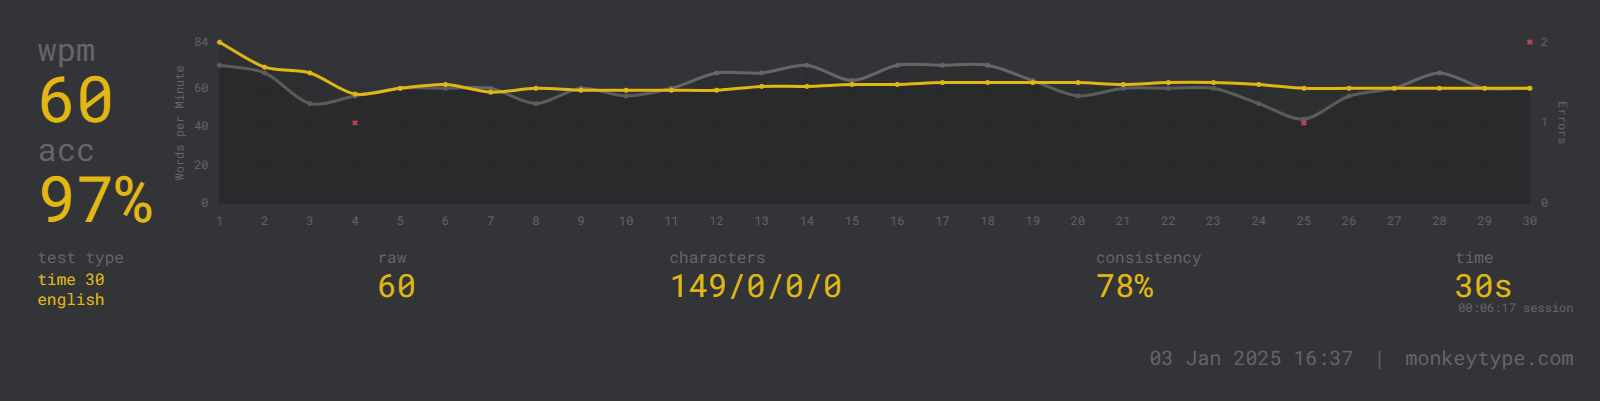 wpm
60
acc
97%
Words per Minute
84
60
40
20
0
1 2 3 4 5 6 7 8 9 10 11 12 13 14 15 16 17 18 19 20 21 22 23 24 25 26 27 28 29 30
2
1
0
Errors
test type
time 30
english
raw
60
characters
149/0/0/0
consistency
78%
time
30s
00:06:17 session
03 Jan 2025 16:37 | monkeytype.com